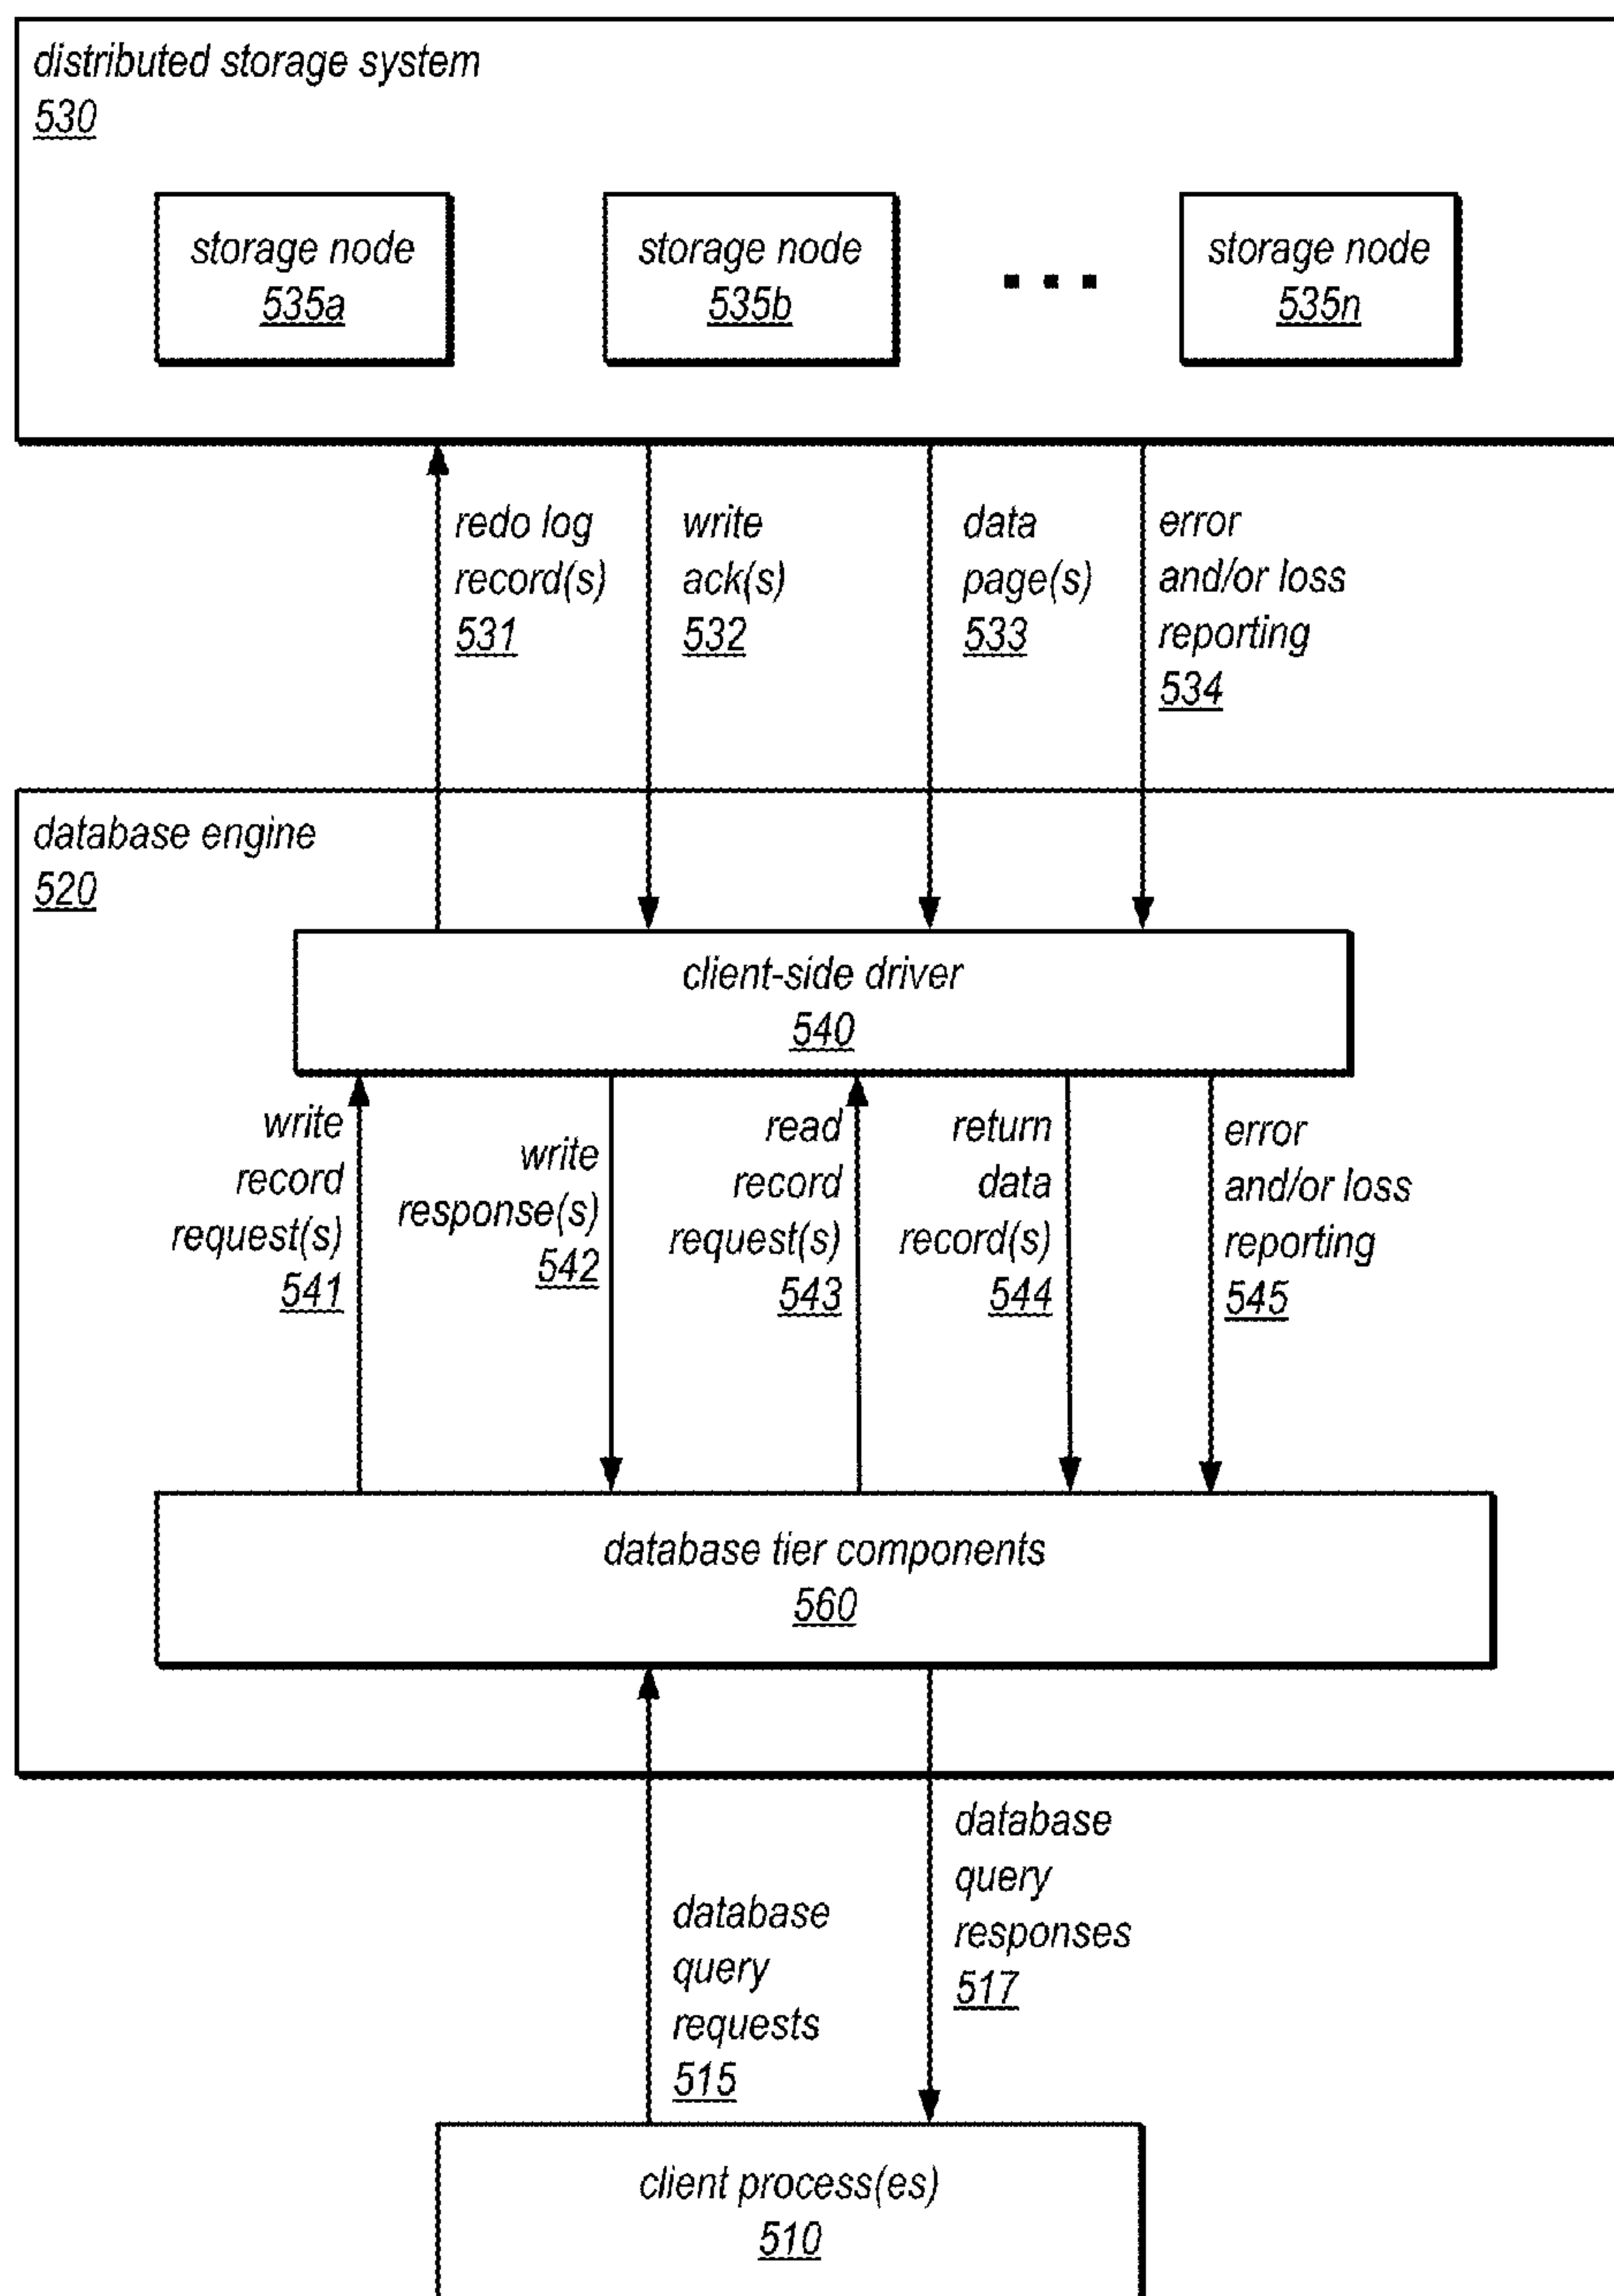 distributed storage system
530
storage node
535a
storage node
535b
storage node
535n
redo log
record(s)
531
write
ack(s)
532
data
page(s)
533
error
and/or loss
reporting
534
database engine
520
client-side driver
540
write
record
request(s)
541
write
response(s)
542
read
record
request(s)
543
return
data
record(s)
544
error
and/or loss
reporting
545
database tier components
560
database
query
requests
515
database
query
responses
517
client process(es)
510